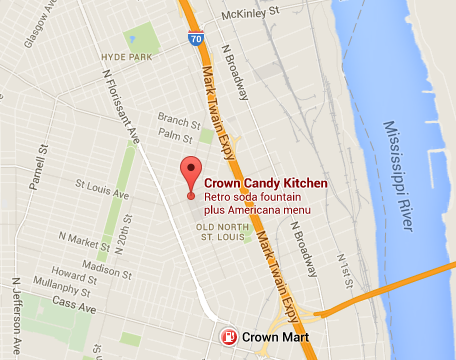 McKinley St
Glasgow Ave
70
HYDE PARK
N Broadway
N Florissant Ave
Mark Twain Expy
Branch St
Palm St
Mississippi River
Parnell St
Crown Candy Kitchen
Retro soda fountain
plus Americana menu
St Louis Ave
N 20th St
OLD NORTH
ST. LOUIS
N Market St
Madison St
Howard St
Mullanphy St
Cass Ave
N Jefferson Ave
Mark Twain Expy
N Broadway
N 1st St
Crown Mart